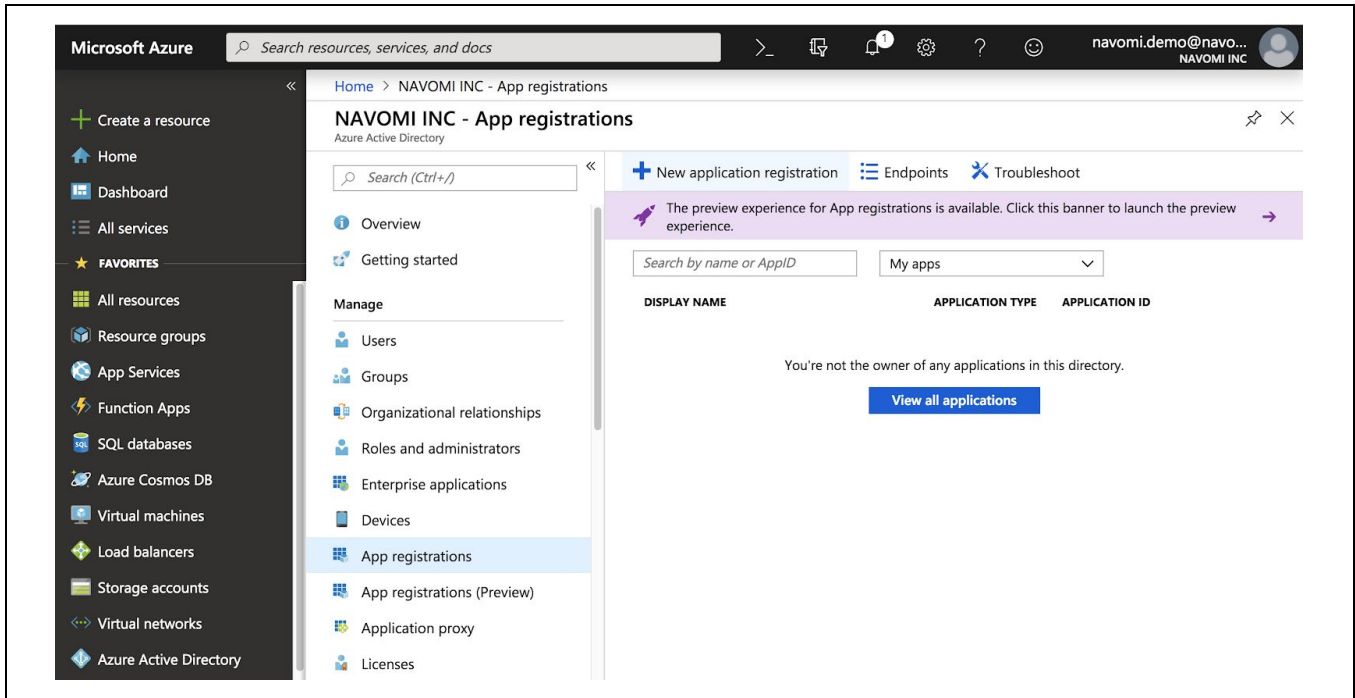 Microsoft Azure
Search resources, services, and docs
>_
1
?
navomi.demo@navo...
NAVOMI INC
«
Create a resource
Home
Dashboard
All services
FAVORITES
All resources
Resource groups
App Services
Function Apps
SQL databases
Azure Cosmos DB
Virtual machines
Load balancers
Storage accounts
Virtual networks
Azure Active Directory
Home > NAVOMI INC - App registrations
NAVOMI INC - App registrations
Azure Active Directory
Search (Ctrl+/)
«
Overview
Getting started
Manage
Users
Groups
Organizational relationships
Roles and administrators
Enterprise applications
Devices
App registrations
App registrations (Preview)
Application proxy
Licenses
New application registration Endpoints Troubleshoot
The preview experience for App registrations is available. Click this banner to launch the preview
experience.
Search by name or AppID My apps
DISPLAY NAME APPLICATION TYPE APPLICATION ID
You're not the owner of any applications in this directory.
View all applications